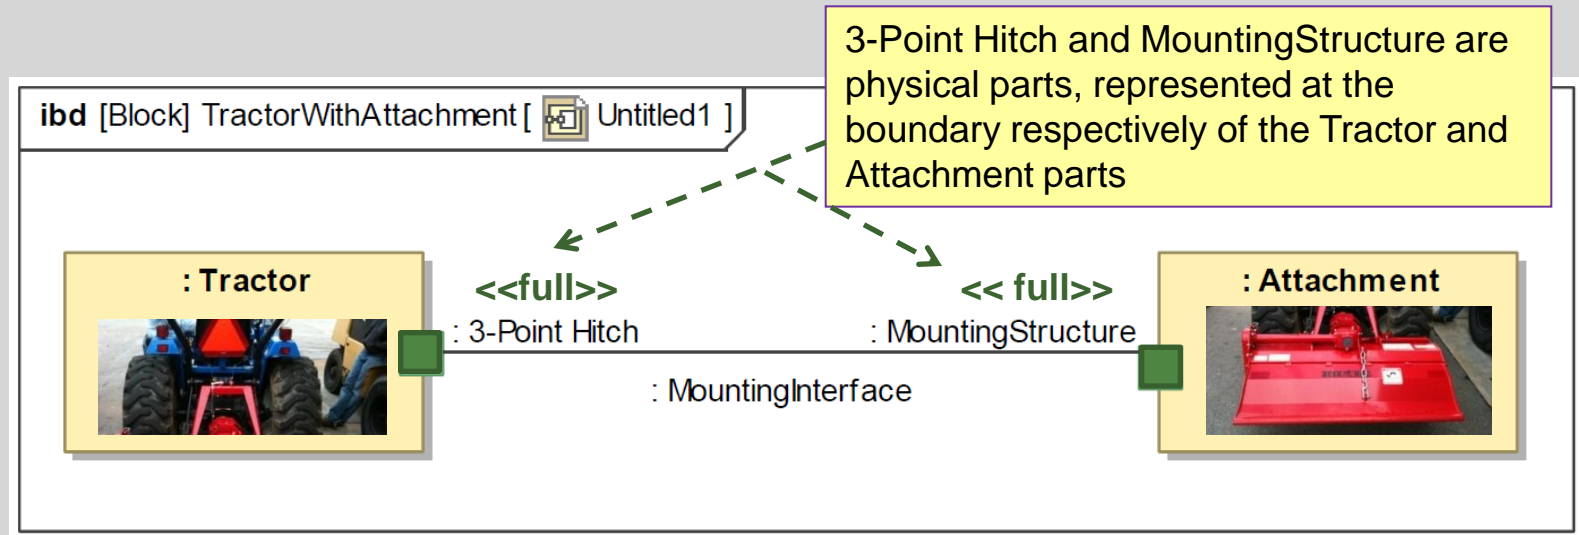 3-Point Hitch and MountingStructure are
physical parts, represented at the
boundary respectively of the Tractor and
Attachment parts
ibd [Block] TractorWithAttachment [ Untitled1 ]
: Tractor
<<full>>
<< full>>
: Attachment
: 3-Point Hitch
: MountingStructure
: MountingInterface